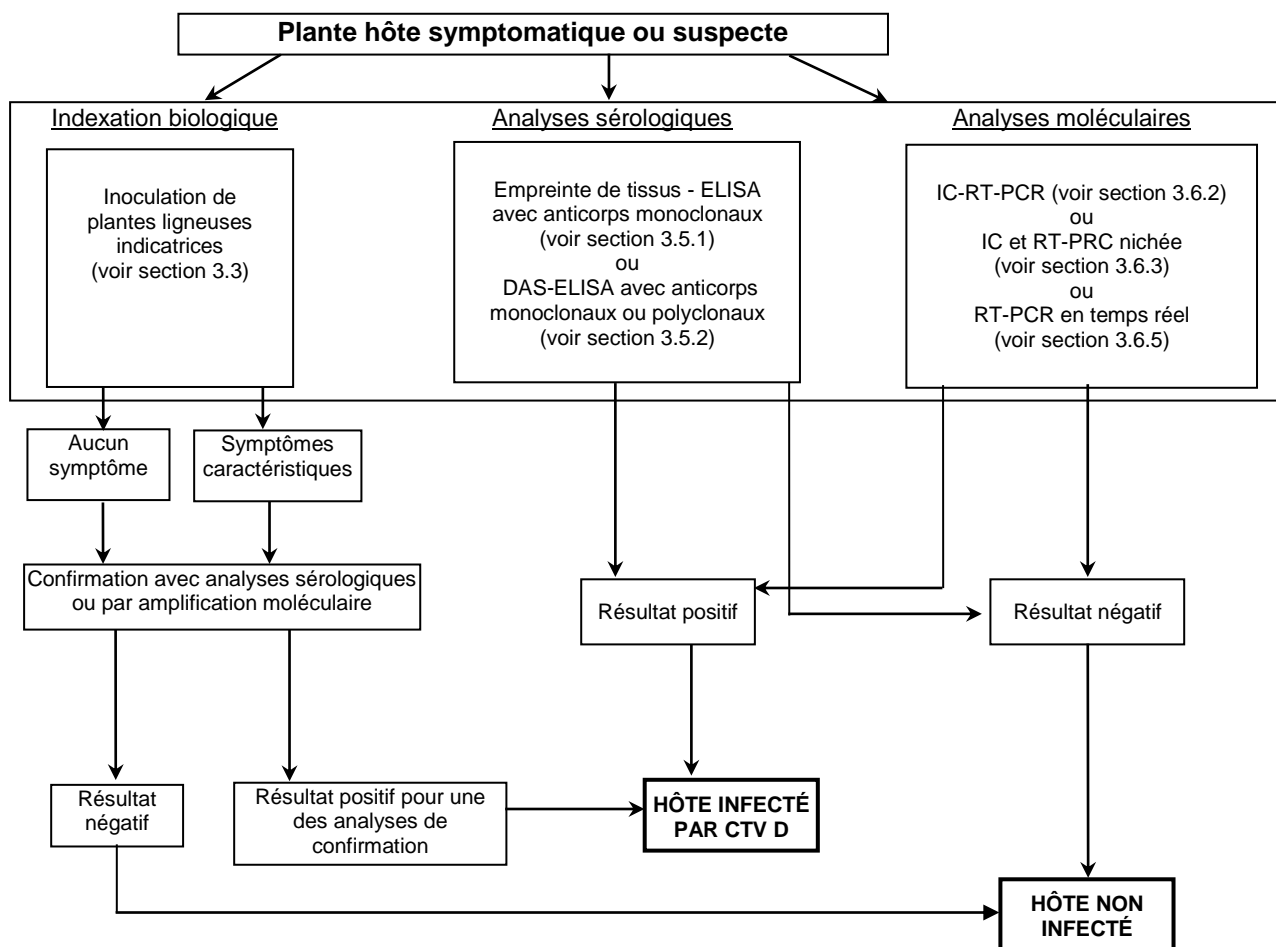 Plante hôte symptomatique ou suspecte
Indexation biologique
Analyses sérologiques
Analyses moléculaires
Inoculation de
plantes ligneuses
indicatrices
(voir section 3.3)
Empreinte de tissus - ELISA
avec anticorps monoclonaux
(voir section 3.5.1)
ou
DAS-ELISA avec anticorps
monoclonaux ou polyclonaux
(voir section 3.5.2)
IC-RT-PCR (voir section 3.6.2)
ou
IC et RT-PRC nichée
(voir section 3.6.3)
ou
RT-PCR en temps réel
(voir section 3.6.5)
Aucun
symptôme
Symptômes
caractéristiques
Confirmation avec analyses sérologiques
ou par amplification moléculaire
Résultat positif
Résultat négatif
Résultat
négatif
Résultat positif pour une
des analyses de
confirmation
HÔTE INFECTÉ
PAR CTV D
HÔTE NON
INFECTÉ